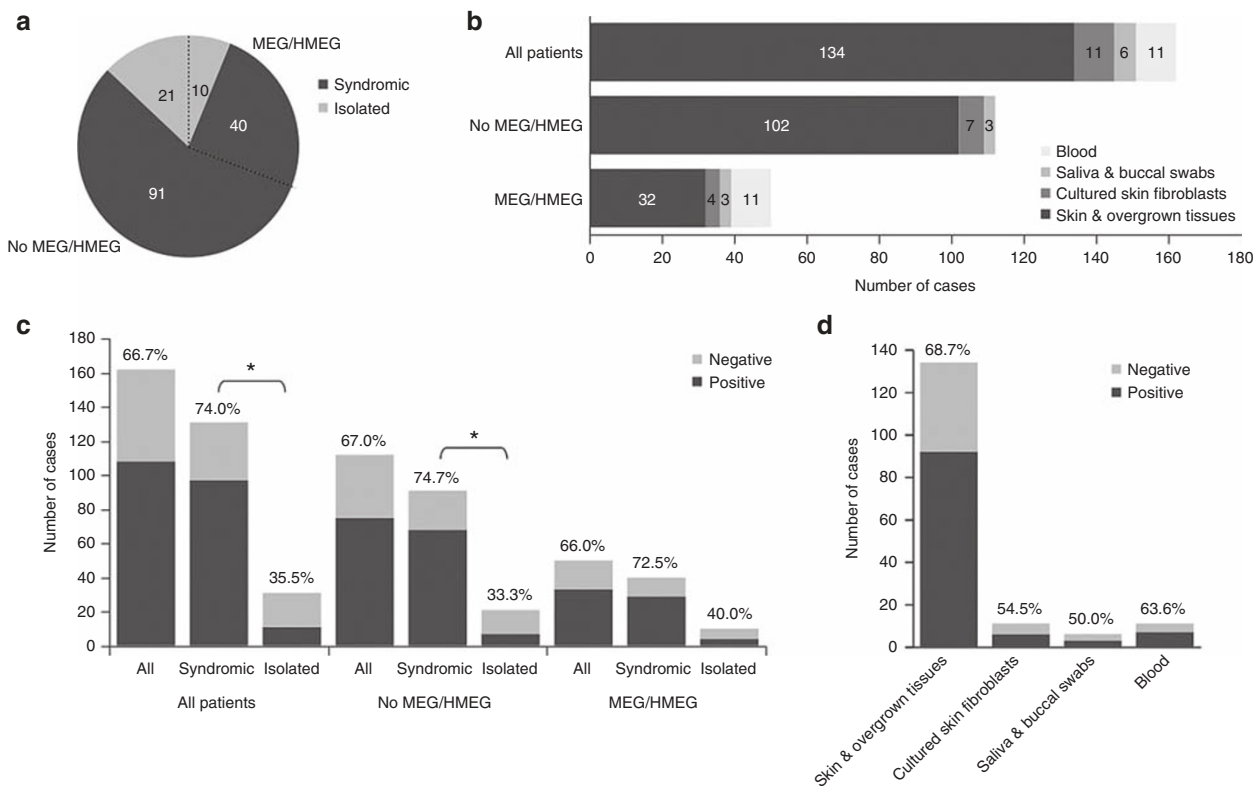 a
MEG/HMEG
21
10
40
91
No MEG/HMEG
Syndromic
Isolated
b
All patients
134
11
6
11
No MEG/HMEG
102
7
3
MEG/HMEG
32
4
3
11
Blood
Saliva & buccal swabs
Cultured skin fibroblasts
Skin & overgrown tissues
0
20
40
60
80
100
120
140
160
180
Number of cases
c
Number of cases
180
160
140
120
100
80
60
40
20
0
66.7%
74.0%
*
35.5%
67.0%
74.7%
*
33.3%
66.0%
72.5%
40.0%
Negative
Positive
All
Syndromic
Isolated
All
Syndromic
Isolated
All
Syndromic
Isolated
All patients
No MEG/HMEG
MEG/HMEG
d
Number of cases
140
120
100
80
60
40
20
0
68.7%
54.5%
50.0%
63.6%
Negative
Positive
Skin & overgrown tissues
Cultured skin fibroblasts
Saliva & buccal swabs
Blood